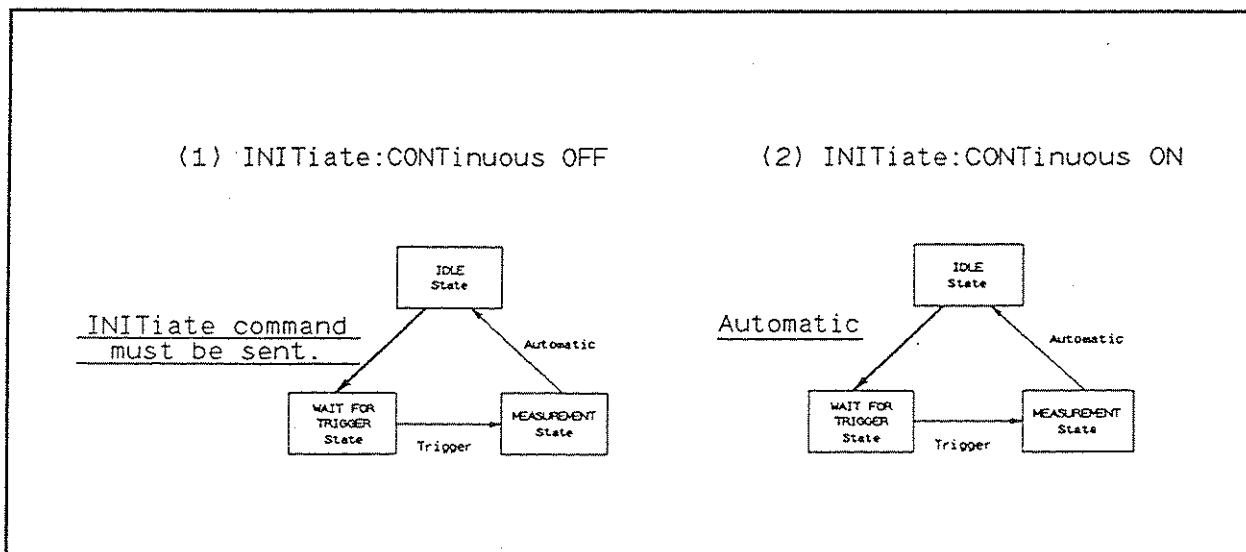 (1) INITiate:CONTinuous OFF
IDLE
State
INITiate command
must be sent.
Automatic
WAIT FOR
TRIGGER
State
MEASUREMENT
State
Trigger
(2) INITiate:CONTinuous ON
IDLE
State
Automatic
Automatic
WAIT FOR
TRIGGER
State
MEASUREMENT
State
Trigger